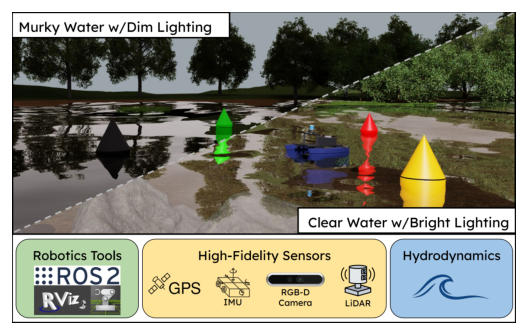 Murky Water w/Dim Lighting
Clear Water w/Bright Lighting
Robotics Tools
ROS2
RViz
High-Fidelity Sensors
GPS
IMU
RGB-D
Camera
LiDAR
Hydrodynamics